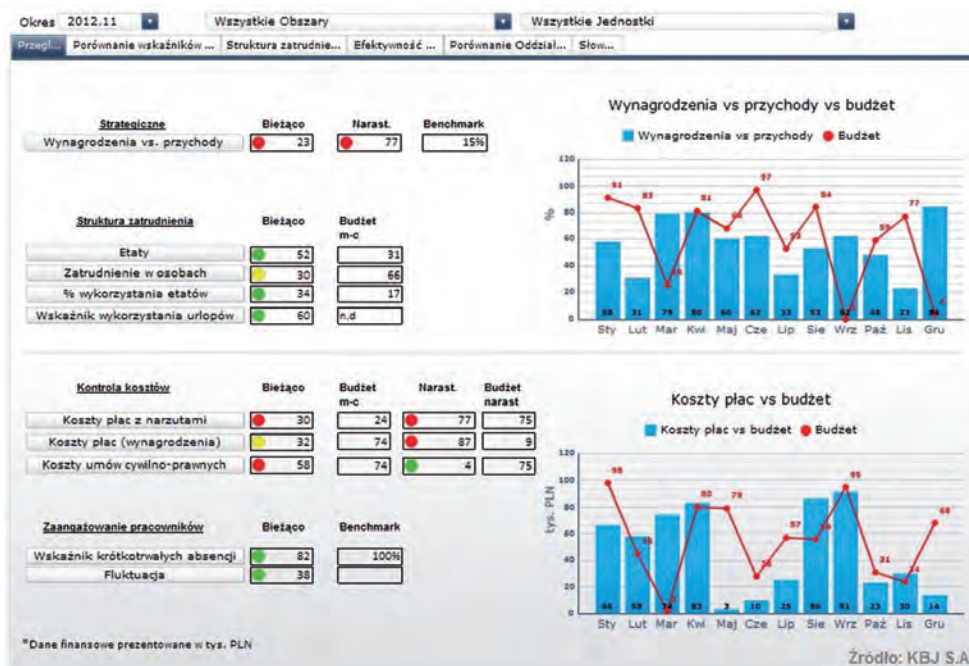 Okres 2012.11 Wszystkie Obszary Wszystkie Jednostki
Przegl... Porównanie wskaźników ... Struktura zatrudnie... Efektywność ... Porównanie Oddział... Słow...
Strategiczne Bieżąco Narast. Benchmark
Wynagrodzenia vs. przychody 23 77 15%
Struktura zatrudnienia Bieżąco Budżet m-c
Etaty 52 31
Zatrudnienie w osobach 30 66
% wykorzystania etatów 34 17
Wskaźnik wykorzystania urlopów 60 n.d
Wynagrodzenia vs przychody vs budżet
Wynagrodzenia vs przychody Budżet
120
100
80
60
40
20
0
%
91 83 81 97 53 84 59 77
58 31 79 80 60 62 33 53 62 48 23 84
Sty Lut Mar Kwi Maj Cze Lip Sie Wrz Paź Lis Gru
Kontrola kosztów Bieżąco Budżet m-c Narast. Budżet narast
Koszty płac z narzutami 30 24 77 75
Koszty płac (wynagrodzenia) 32 74 87 9
Koszty umów cywilno-prawnych 58 74 4 75
Zaangażowanie pracowników Bieżąco Benchmark
Wskaźnik krótkotrwałych absencji 82 100%
Fluktuacja 38
*Dane finansowe prezentowane w tys. PLN
Koszty płac vs budżet
Koszty płac vs budżet Budżet
120
100
80
60
40
20
0
tys. PLN
98 80 79 57 95 31 24 68
66 58 74 83 3 10 25 86 91 23 30 14
Sty Lut Mar Kwi Maj Cze Lip Sie Wrz Paź Lis Gru
Źródło: KBJ S.A